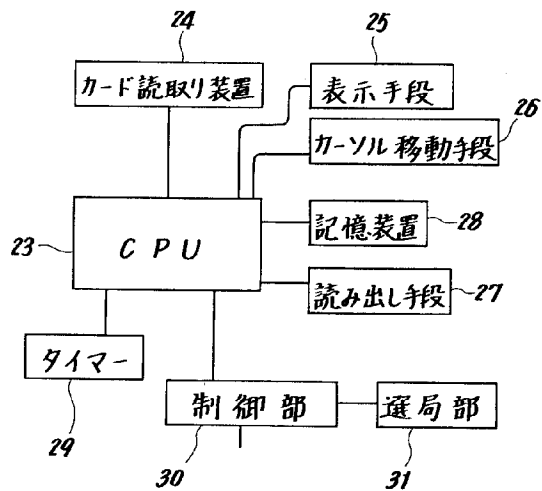 24
カード読取り装置
25
表示手段
26
カーソル移動手段
23
CPU
記憶装置
28
読み出し手段
27
タイマー
29
制御部
30
選局部
31